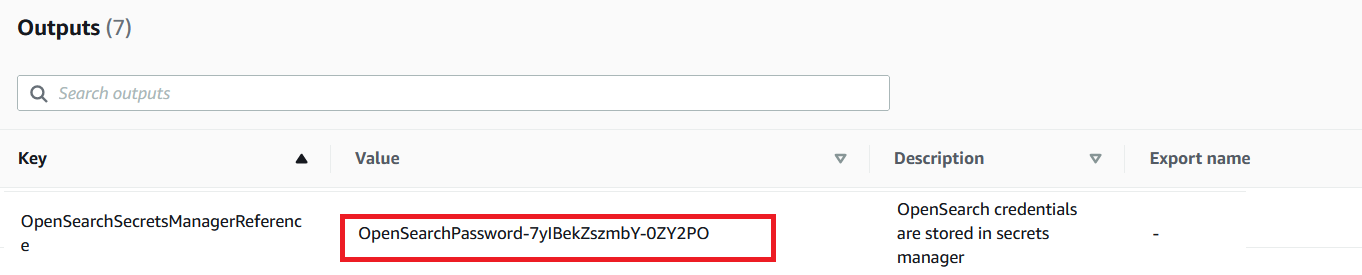 Outputs (7)
Search outputs
Key Value Description Export name
OpenSearchSecretsManagerReferenc
e
OpenSearchPassword-7yIBekZszmbY-0ZY2PO
OpenSearch credentials
are stored in secrets
manager
-